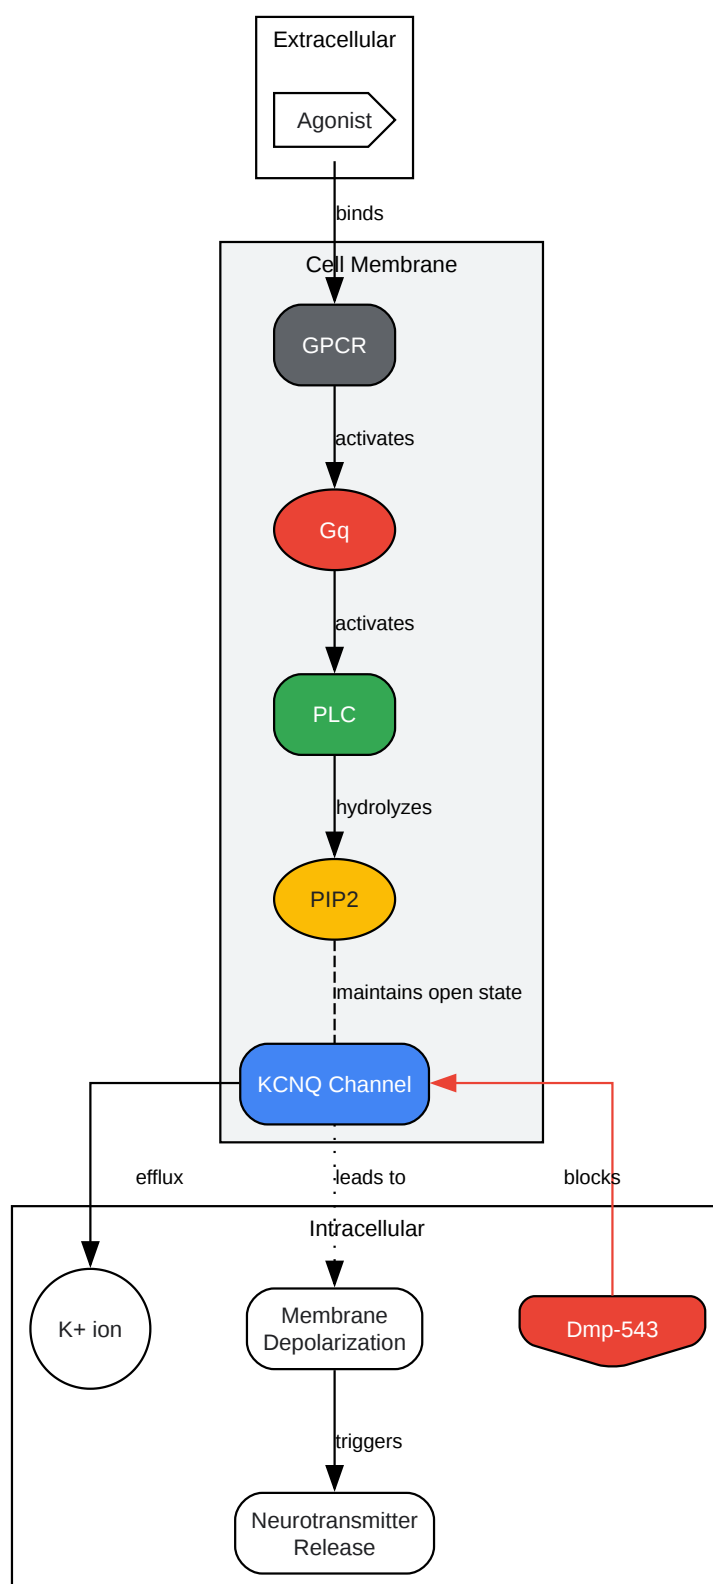 Extracellular
Agonist
binds
Cell Membrane
GPCR
activates
Gq
activates
PLC
hydrolyzes
PIP2
maintains open state
KCNQ Channel
efflux
leads to
blocks
Intracellular
K+ ion
Membrane
Depolarization
Dmp-543
triggers
Neurotransmitter
Release